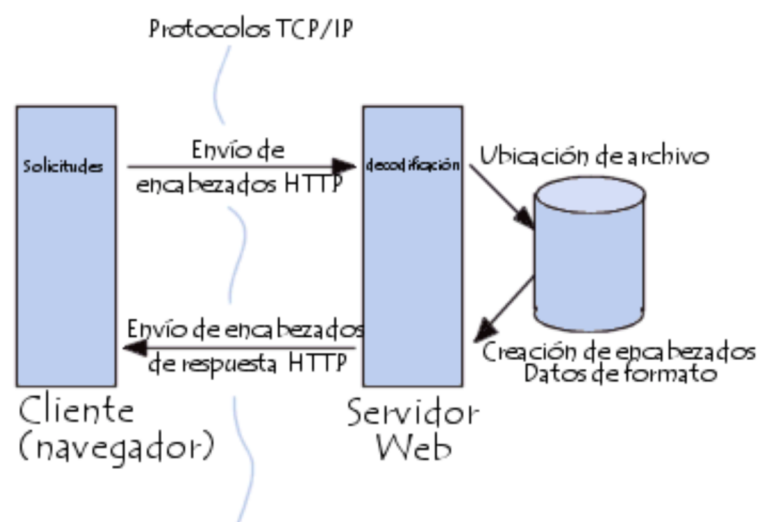 Protocolos TCP/IP
Solicitudes
Envío de
encabezados HTTP
decodificación
Ubicación de archivo
Envío de encabezados
de respuesta HTTP
Creación de encabezados
Datos de formato
Cliente
(navegador)
Servidor
Web